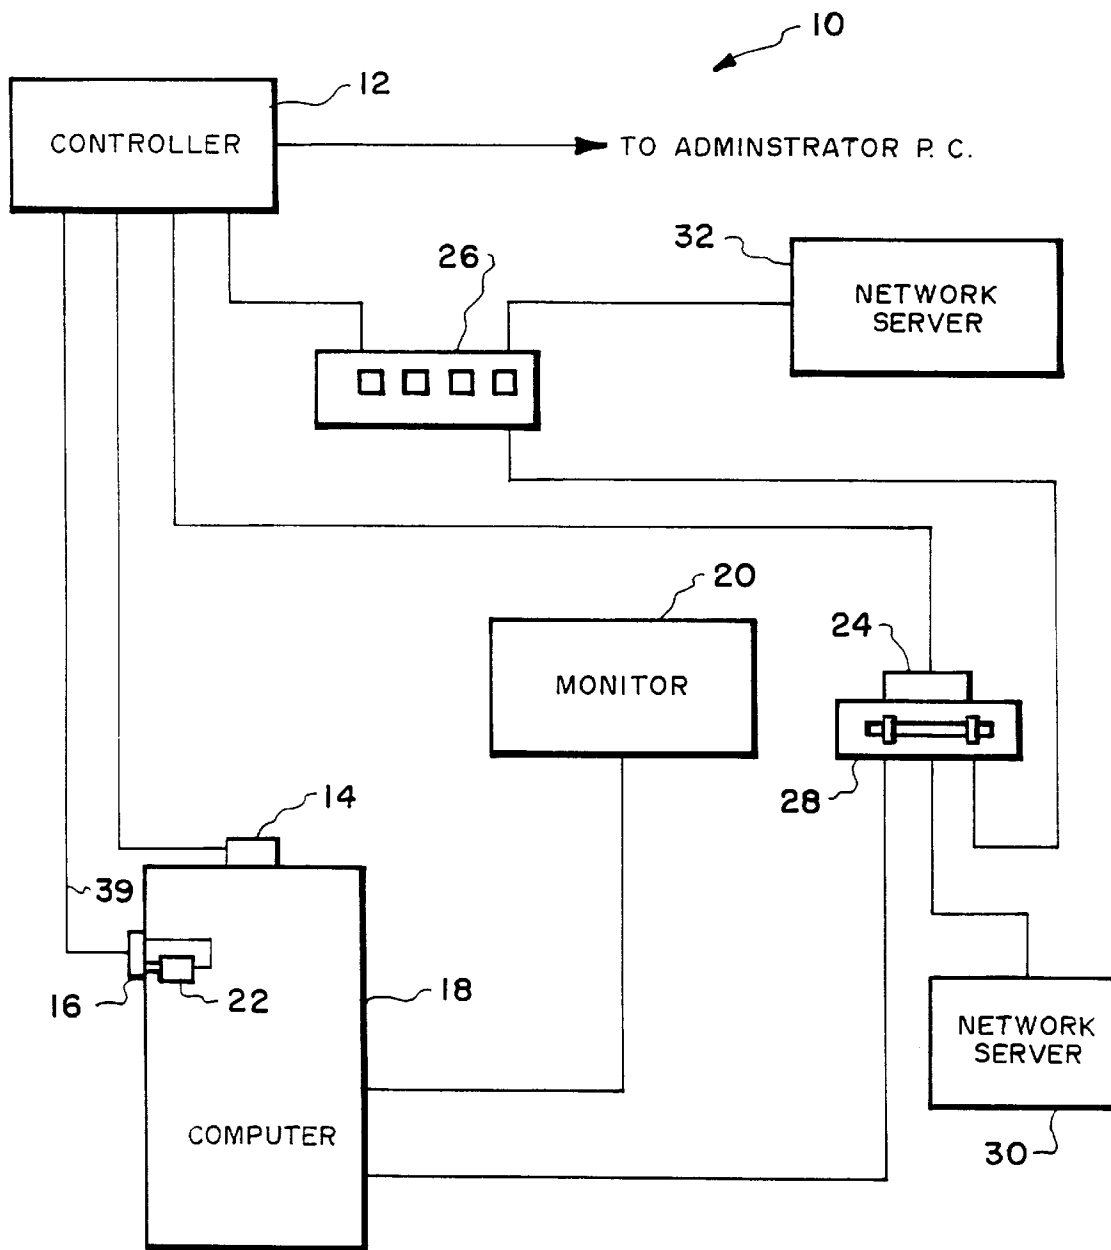 10
12
CONTROLLER
TO ADMINSTRATOR P. C.
32
26
NETWORK
SERVER
20
24
MONITOR
14
28
39
16
22
18
NETWORK
SERVER
COMPUTER
30